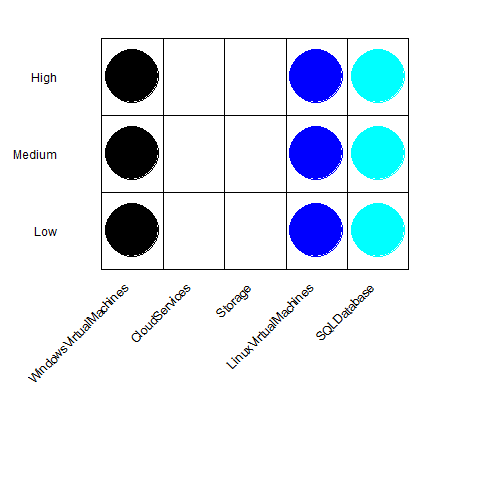 High
Medium
Low
WindowsVirtualMachines
CloudServices
Storage
LinuxVirtualMachines
SQLDatabase